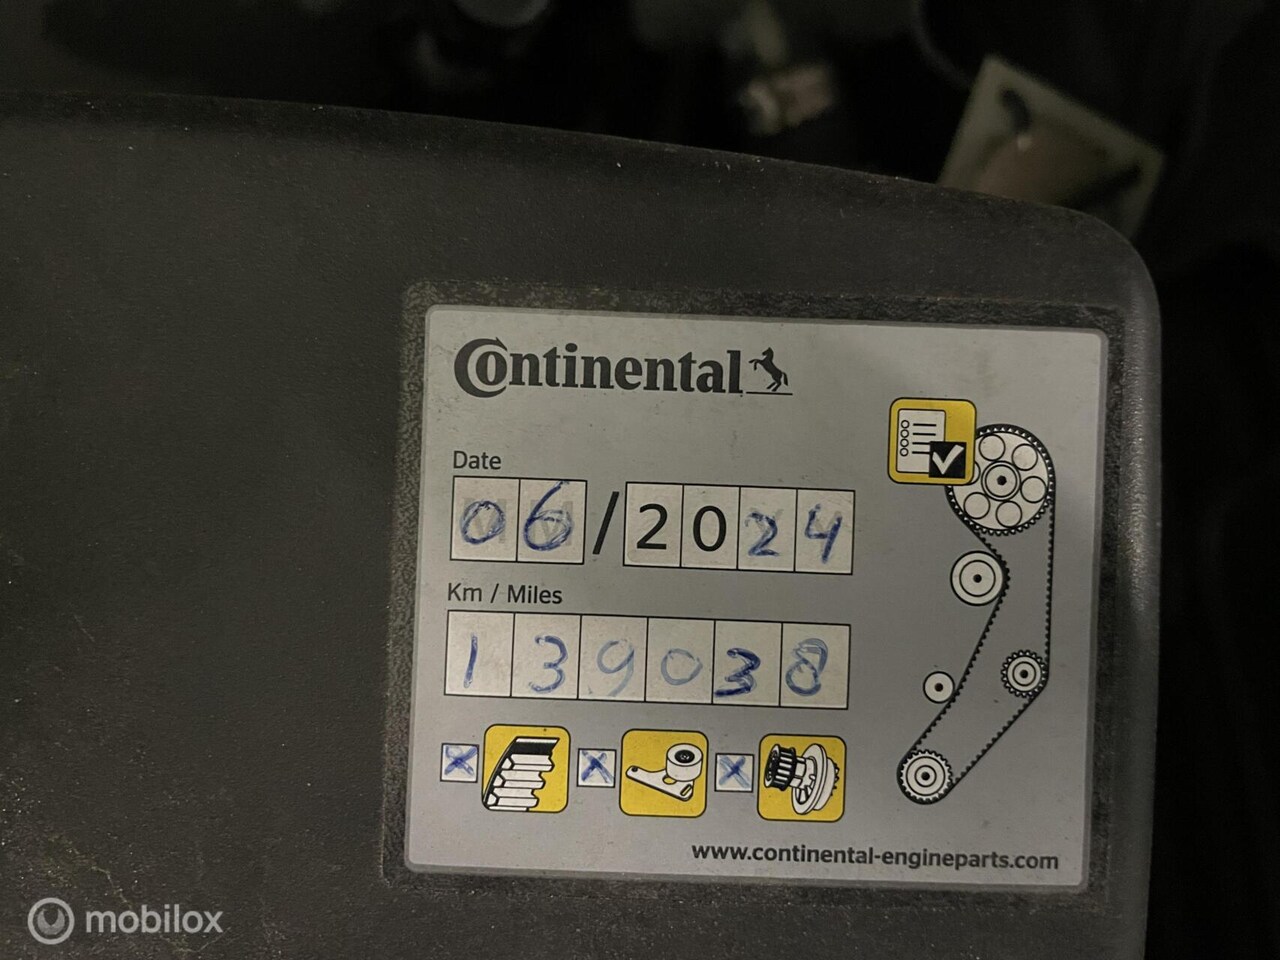 Continental
Date
06/2024
Km / Miles
139038
www.continental-engineparts.com
mobilox